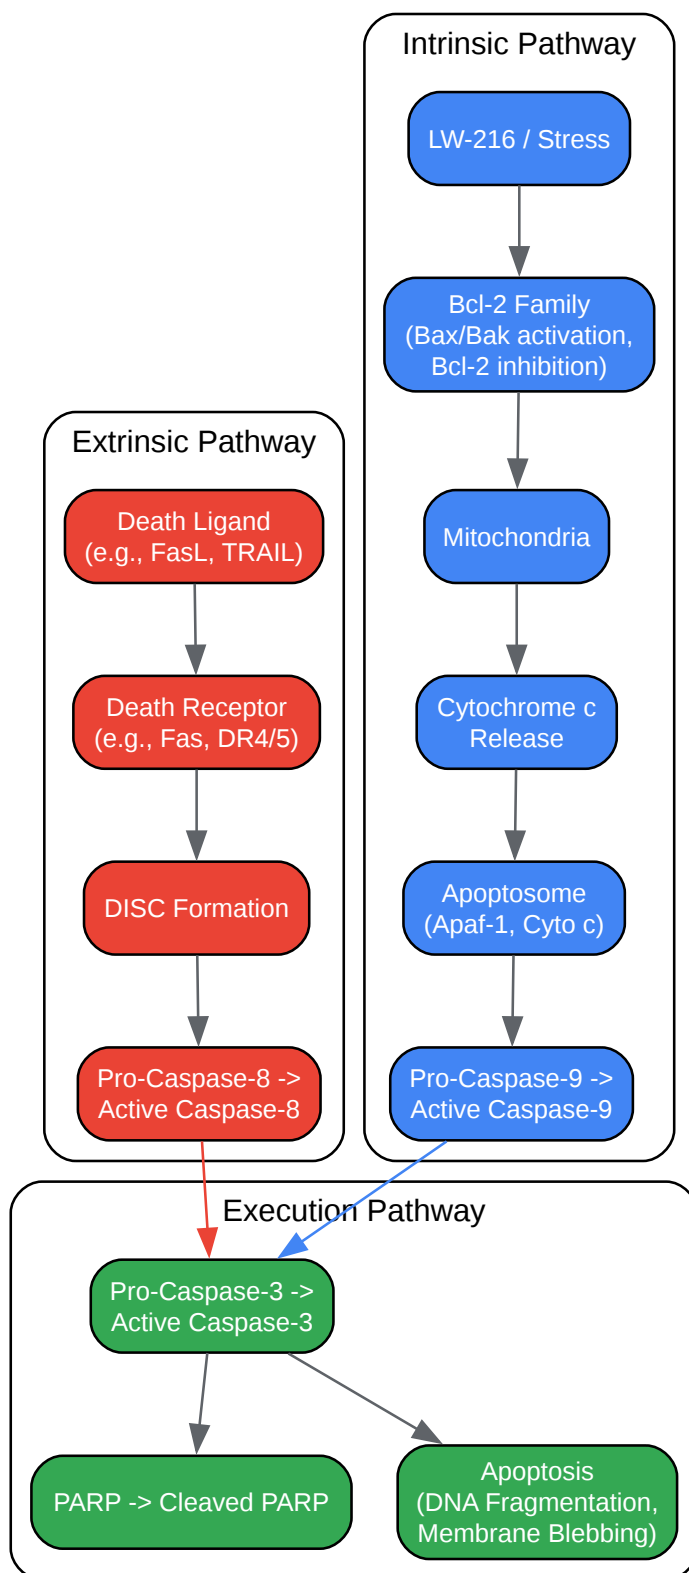 Intrinsic Pathway
LW-216 / Stress
Bcl-2 Family
(Bax/Bak activation,
Bcl-2 inhibition)
Mitochondria
Cytochrome c
Release
Apoptosome
(Apaf-1, Cyto c)
Pro-Caspase-9 ->
Active Caspase-9
Extrinsic Pathway
Death Ligand
(e.g., FasL, TRAIL)
Death Receptor
(e.g., Fas, DR4/5)
DISC Formation
Pro-Caspase-8 ->
Active Caspase-8
Execution Pathway
Pro-Caspase-3 ->
Active Caspase-3
PARP -> Cleaved PARP
Apoptosis
(DNA Fragmentation,
Membrane Blebbing)